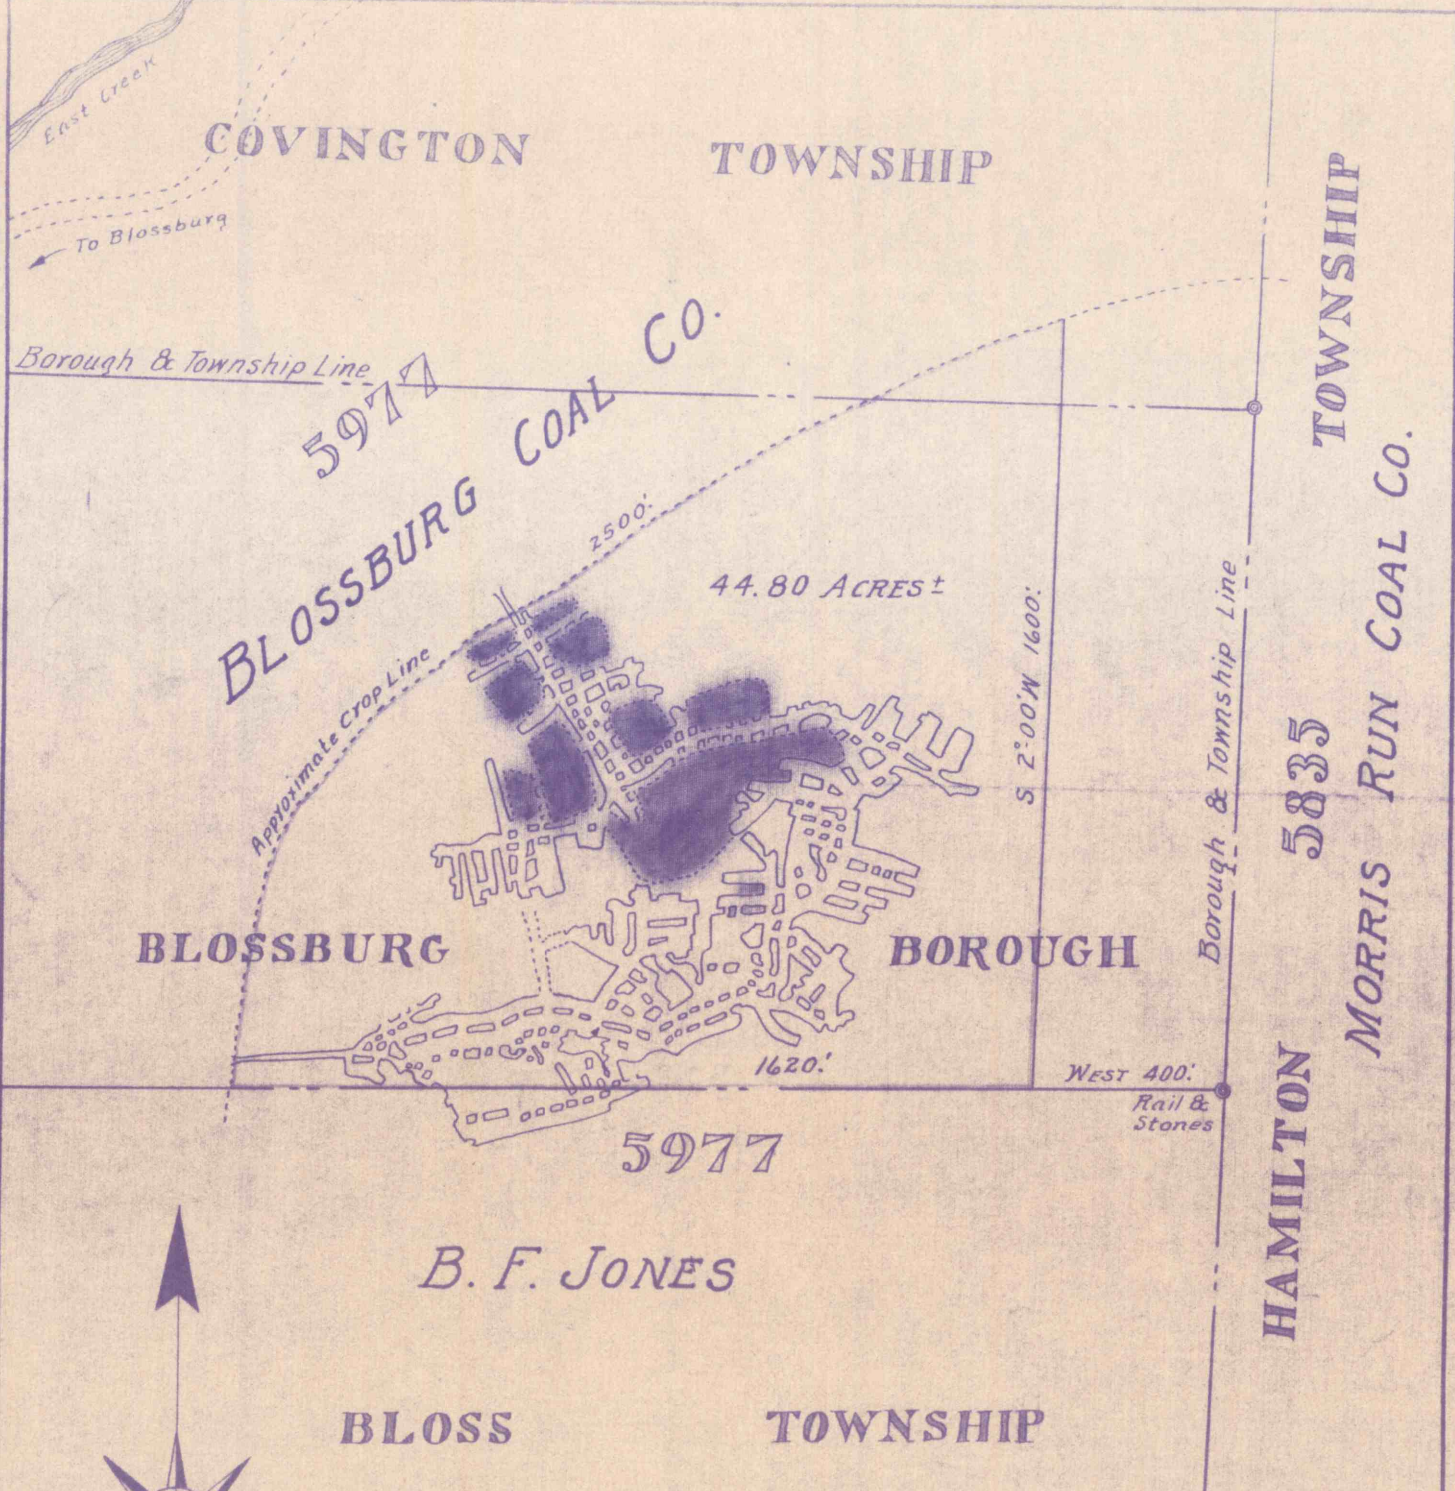 East Creek
COVINGTON TOWNSHIP
To Blossburg
Borough & Township Line
5977
BLOSSBURG COAL CO.
2500'.
44.80 ACRES ±
Approximate Crop Line
S 2°00'W 1600'.
Borough & Township Line
TOWNSHIP
HAMILTON
5835
MORRIS RUN COAL CO.
BLOSSBURG BOROUGH
1620'.
WEST 400'.
Rail &
Stones
5977
B. F. JONES
BLOSS TOWNSHIP